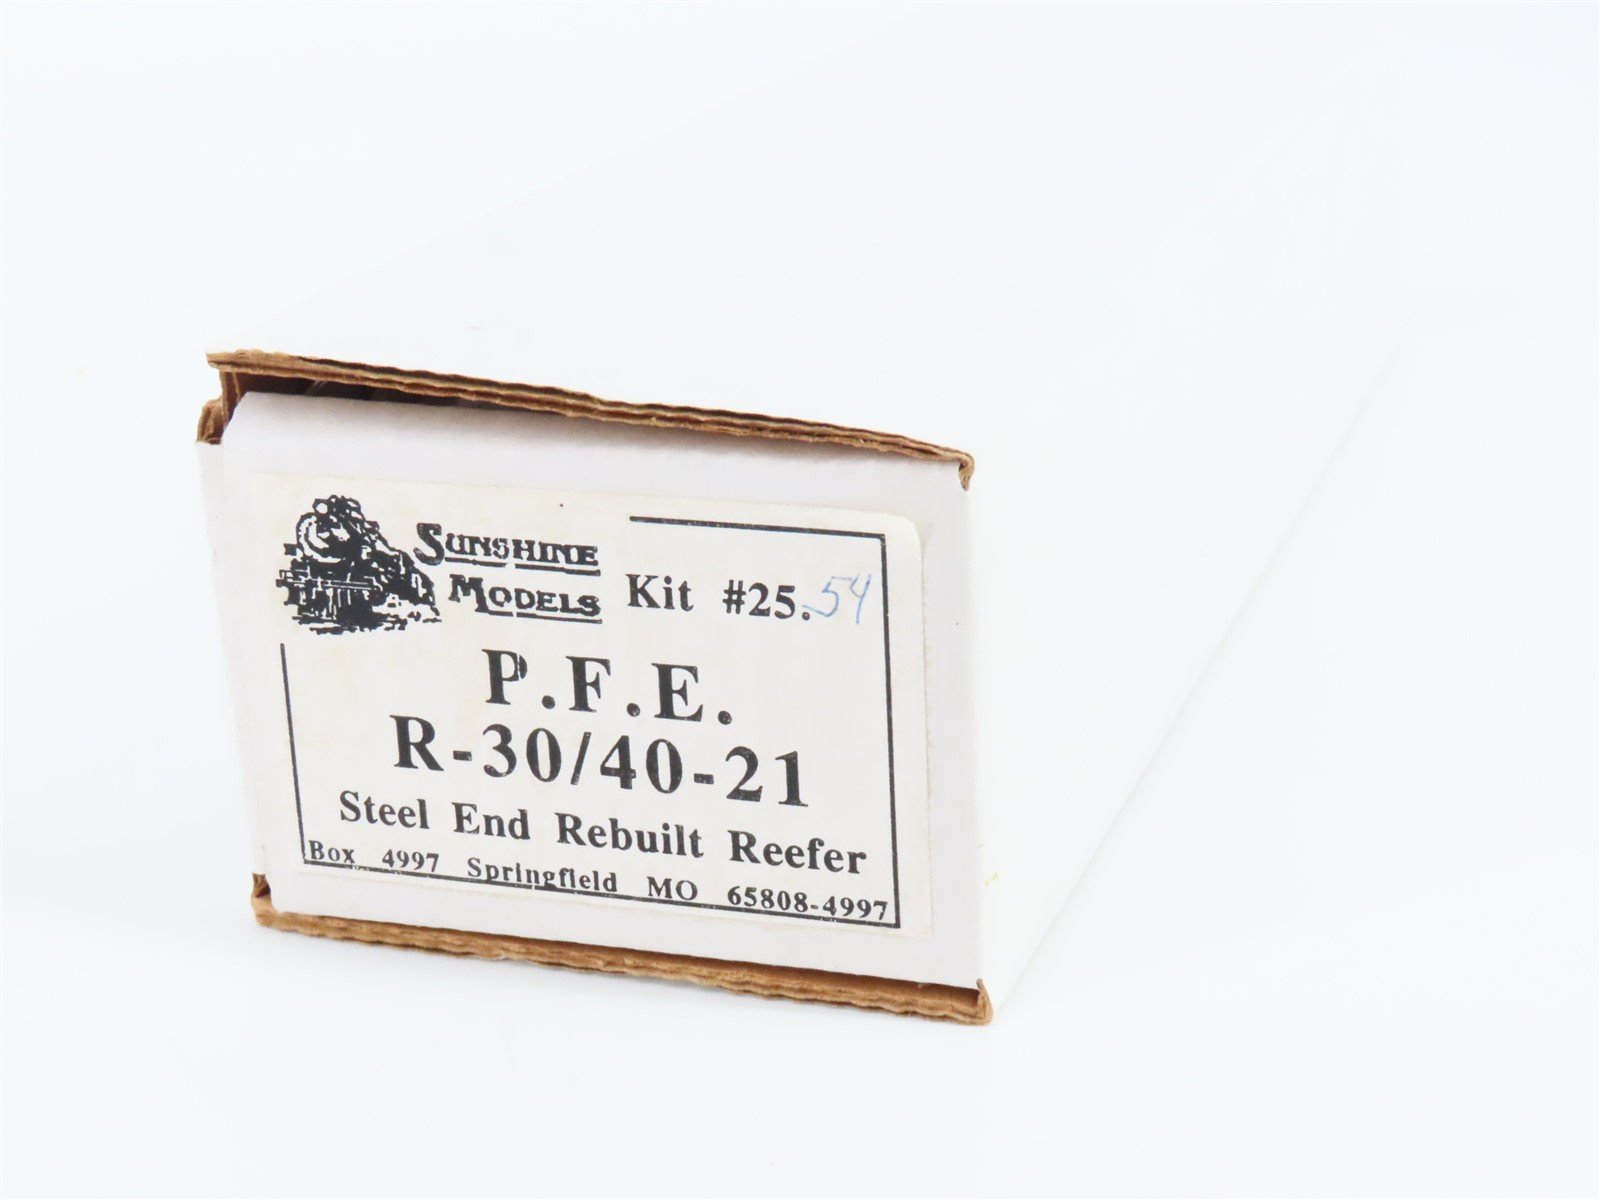 SUNSHINE
MODELS
Kit #25.54
P.F.E.
R-30/40-21
Steel End Rebuilt Reefer
Box 4997 Springfield MO 65808-4997